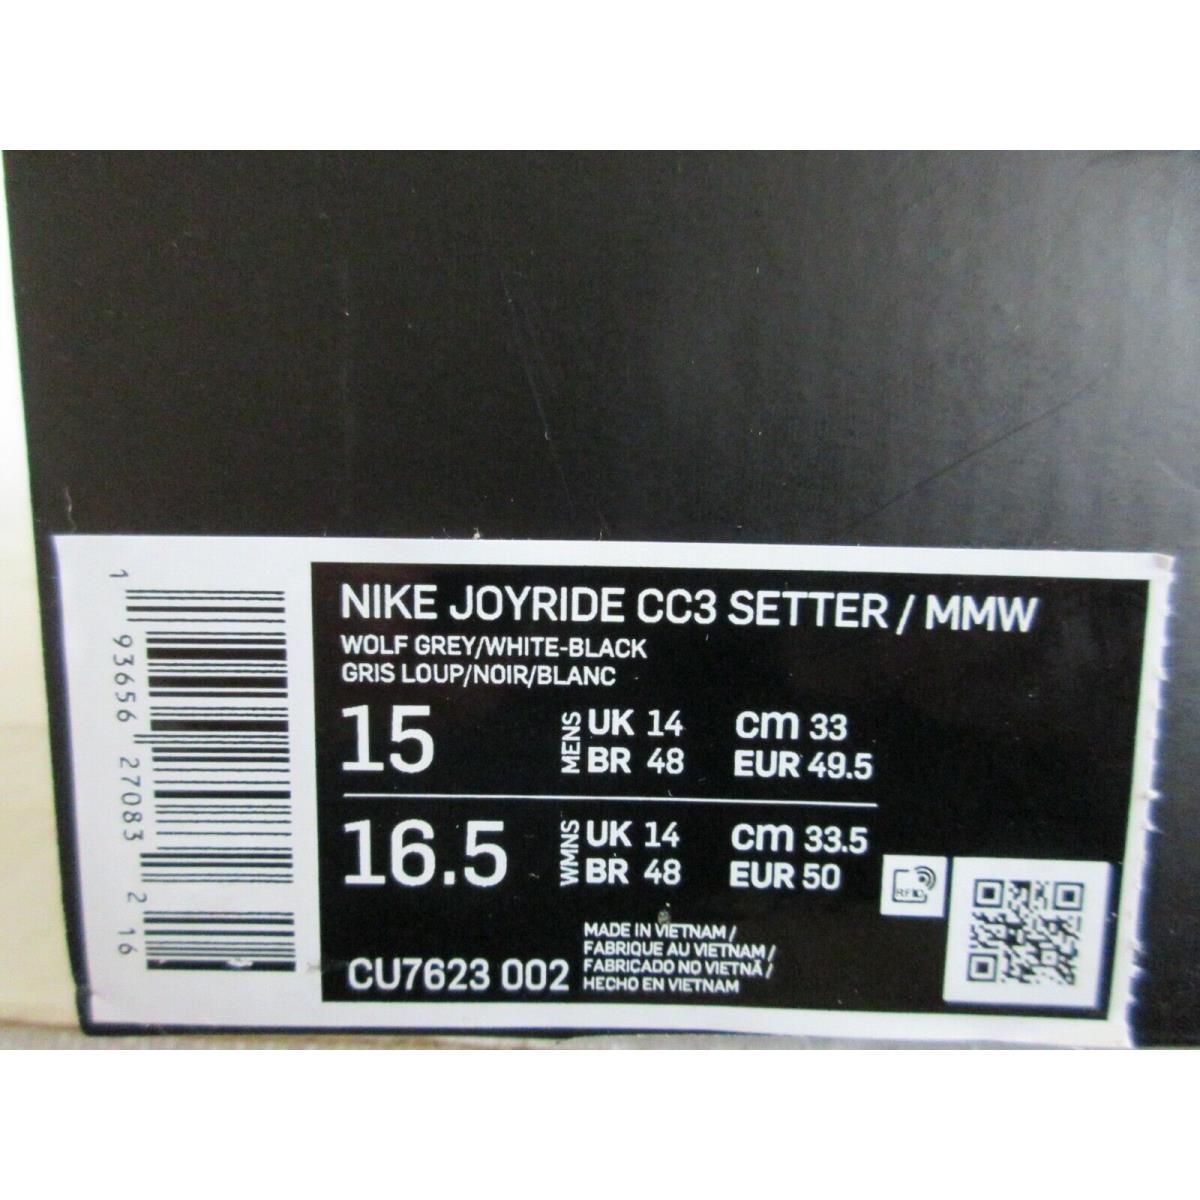 NIKE JOYRIDE CC3 SETTER / MMW
WOLF GREY/WHITE-BLACK
GRIS LOUP/NOIR/BLANC
15 MENS UK 14 cm 33
BR 48 EUR 49.5
16.5 WMNS UK 14 cm 33.5
BR 48 EUR 50
MADE IN VIETNAM /
FABRIQUE AU VIETNAM /
FABRICADO NO VIETNÃ /
HECHO EN VIETNAM
CU7623 002
RFID
1 93656 27083 2 16